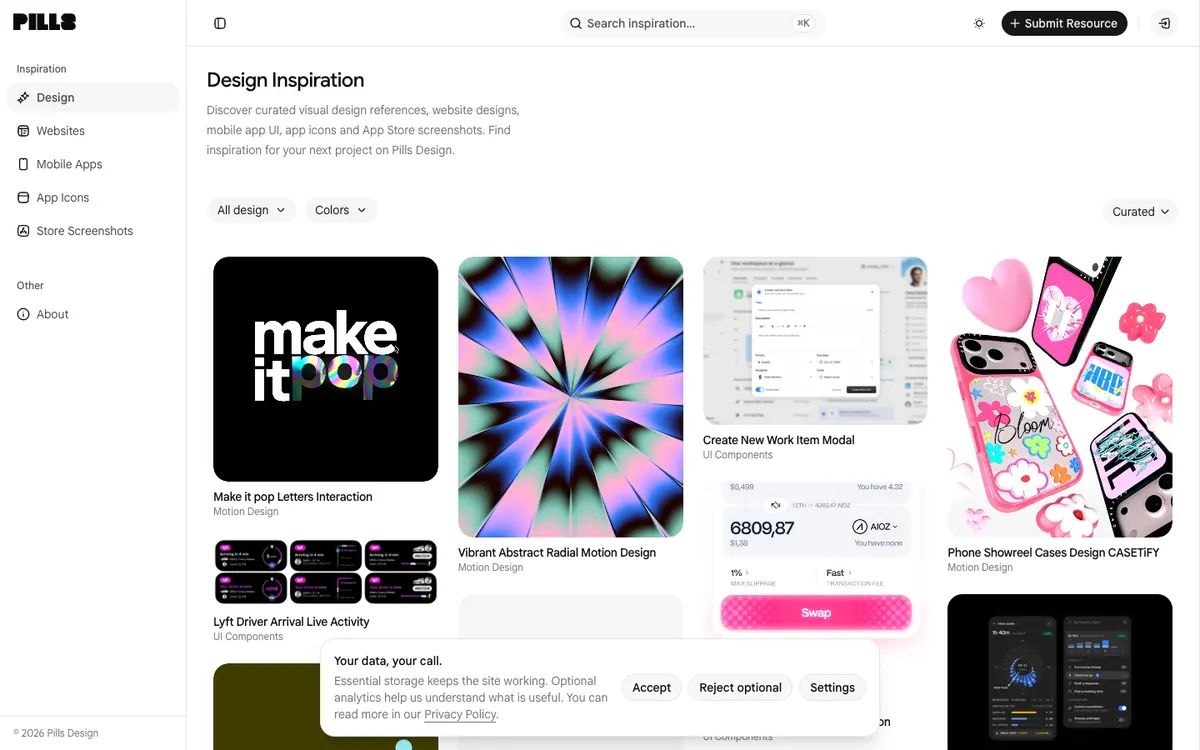 PILLS
Search inspiration...
⌘K
Submit Resource
Inspiration
Design
Websites
Mobile Apps
App Icons
Store Screenshots
Other
About
© 2026 Pills Design
Design Inspiration
Discover curated visual design references, website designs,
mobile app UI, app icons and App Store screenshots. Find
inspiration for your next project on Pills Design.
All design
Colors
Curated
make
it pop
Make it pop Letters Interaction
Motion Design
Lyft Driver Arrival Live Activity
UI Components
Vibrant Abstract Radial Motion Design
Motion Design
Create New Work Item Modal
UI Components
$5,499
You have 4.32
6809,87
AIOZ
$1,38
You have none
1%
Fast
MAX SLIPPAGE
TRANSACTION FEE
Swap
on
UI Components
Bloom
Phone Showreel Cases Design CASETiFY
Motion Design
1h 40m
Your data, your call.
Essential storage keeps the site working. Optional
analytics help us understand what is useful. You can
read more in our Privacy Policy.
Accept
Reject optional
Settings